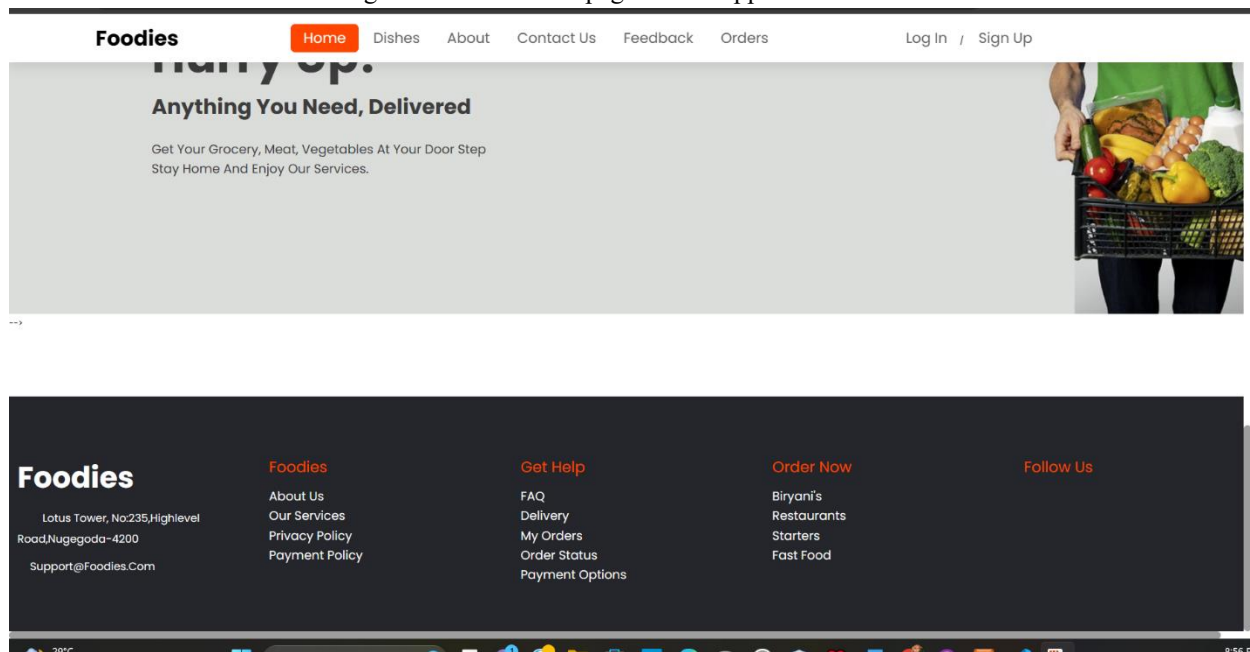 Foodies Home Dishes About Contact Us Feedback Orders Log In / Sign Up
Hurry Up!
Anything You Need, Delivered
Get Your Grocery, Meat, Vegetables At Your Door Step
Stay Home And Enjoy Our Services.
-->
Foodies
Lotus Tower, No:235,Highlevel
Road,Nugegoda-4200
Support@Foodies.Com
Foodies
About Us
Our Services
Privacy Policy
Payment Policy
Get Help
FAQ
Delivery
My Orders
Order Status
Payment Options
Order Now
Biryani's
Restaurants
Starters
Fast Food
Follow Us